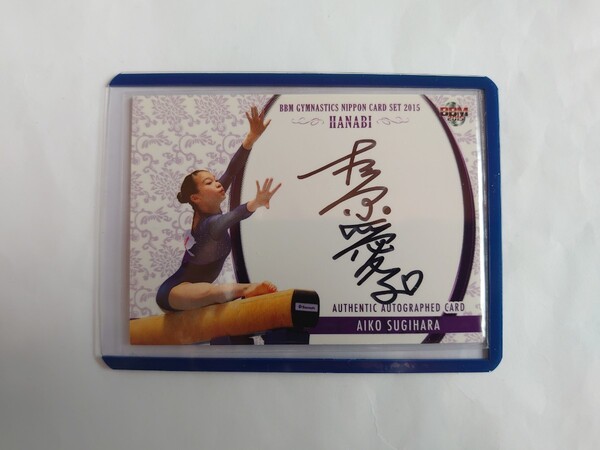 BBM GYMNASTICS NIPPON CARD SET 2015
HANABI
BBM
杉原
愛子
AUTHENTIC AUTOGRAPHED CARD
AIKO SUGIHARA